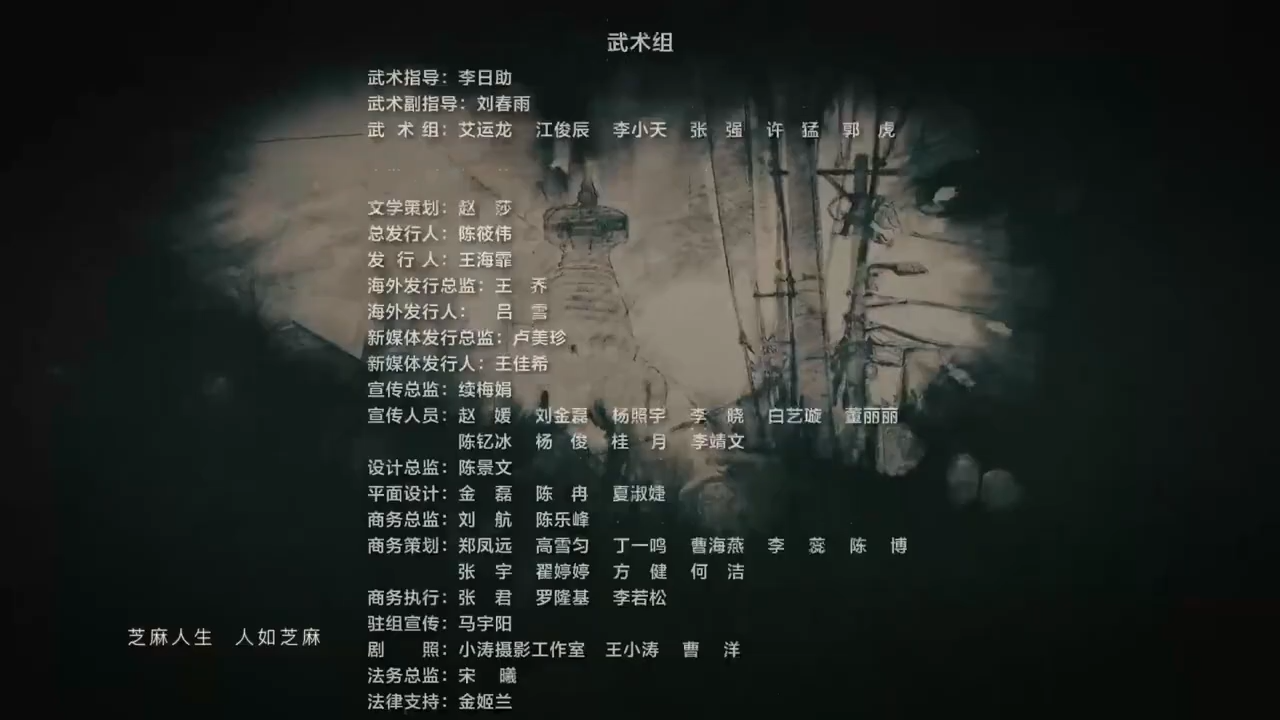 武术组
武术指导：李日助
武术副指导：刘春雨
武 术 组：艾运龙 江俊辰 李小天 张 强 许 猛 郭 虎
文学策划：赵 莎
总发行人：陈筱伟
发 行 人：王海霏
海外发行总监：王 乔
海外发行人： 吕 雪
新媒体发行总监：卢美珍
新媒体发行人：王佳希
宣传总监：续梅娟
宣传人员：赵 媛 刘金磊 杨照宇 李 晓 白艺璇 董丽丽
陈钇冰 杨 俊 桂 月 李靖文
设计总监：陈景文
平面设计：金 磊 陈 冉 夏淑婕
商务总监：刘 航 陈乐峰
商务策划：郑凤远 高雪匀 丁一鸣 曹海燕 李 蕊 陈 博
张 宇 翟婷婷 方 健 何 洁
商务执行：张 君 罗隆基 李若松
驻组宣传：马宇阳
芝麻人生 人如芝麻
剧 照：小涛摄影工作室 王小涛 曹 洋
法务总监：宋 曦
法律支持：金姬兰